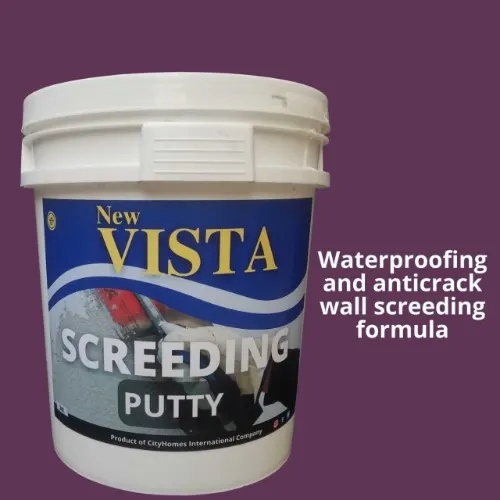 New
VISTA
SCREEDING
PUTTY
Product of CityHomes International Company
Waterproofing
and anticrack
wall screeding
formula